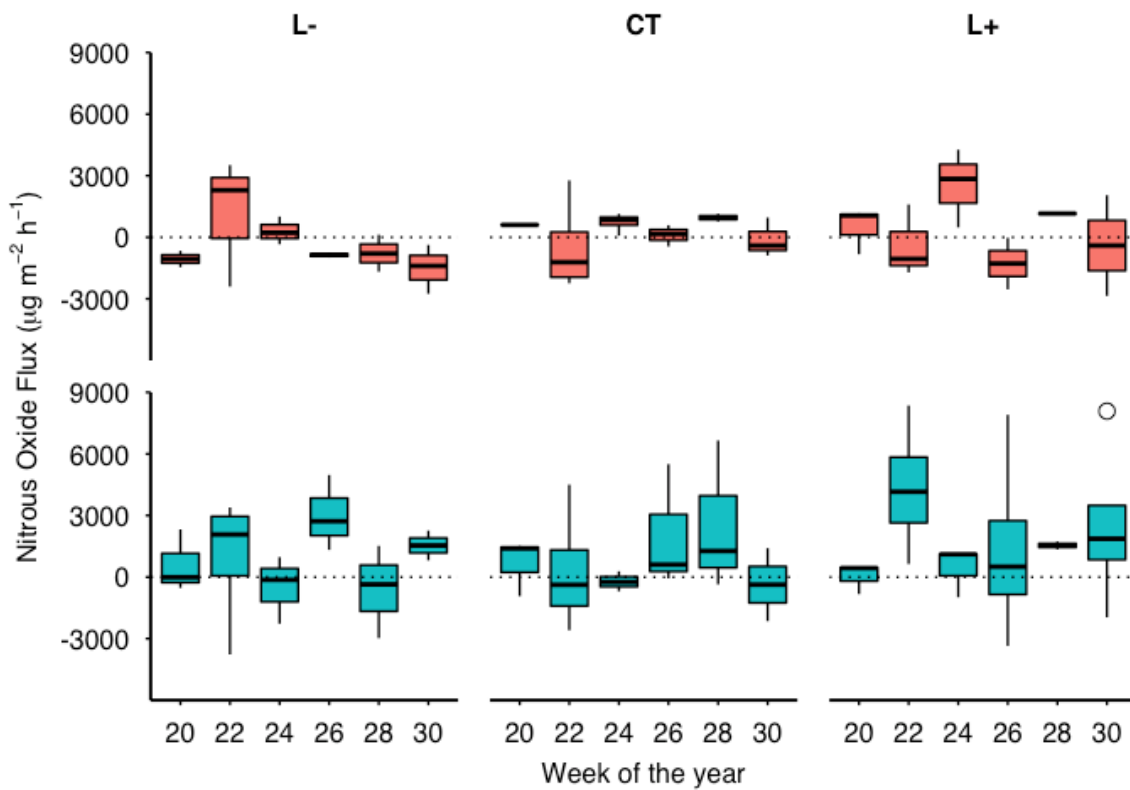 L- CT L+
9000
6000
3000
0
-3000
9000
6000
3000
0
-3000
Nitrous Oxide Flux (μg m⁻² h⁻¹)
20 22 24 26 28 30 20 22 24 26 28 30 20 22 24 26 28 30
Week of the year